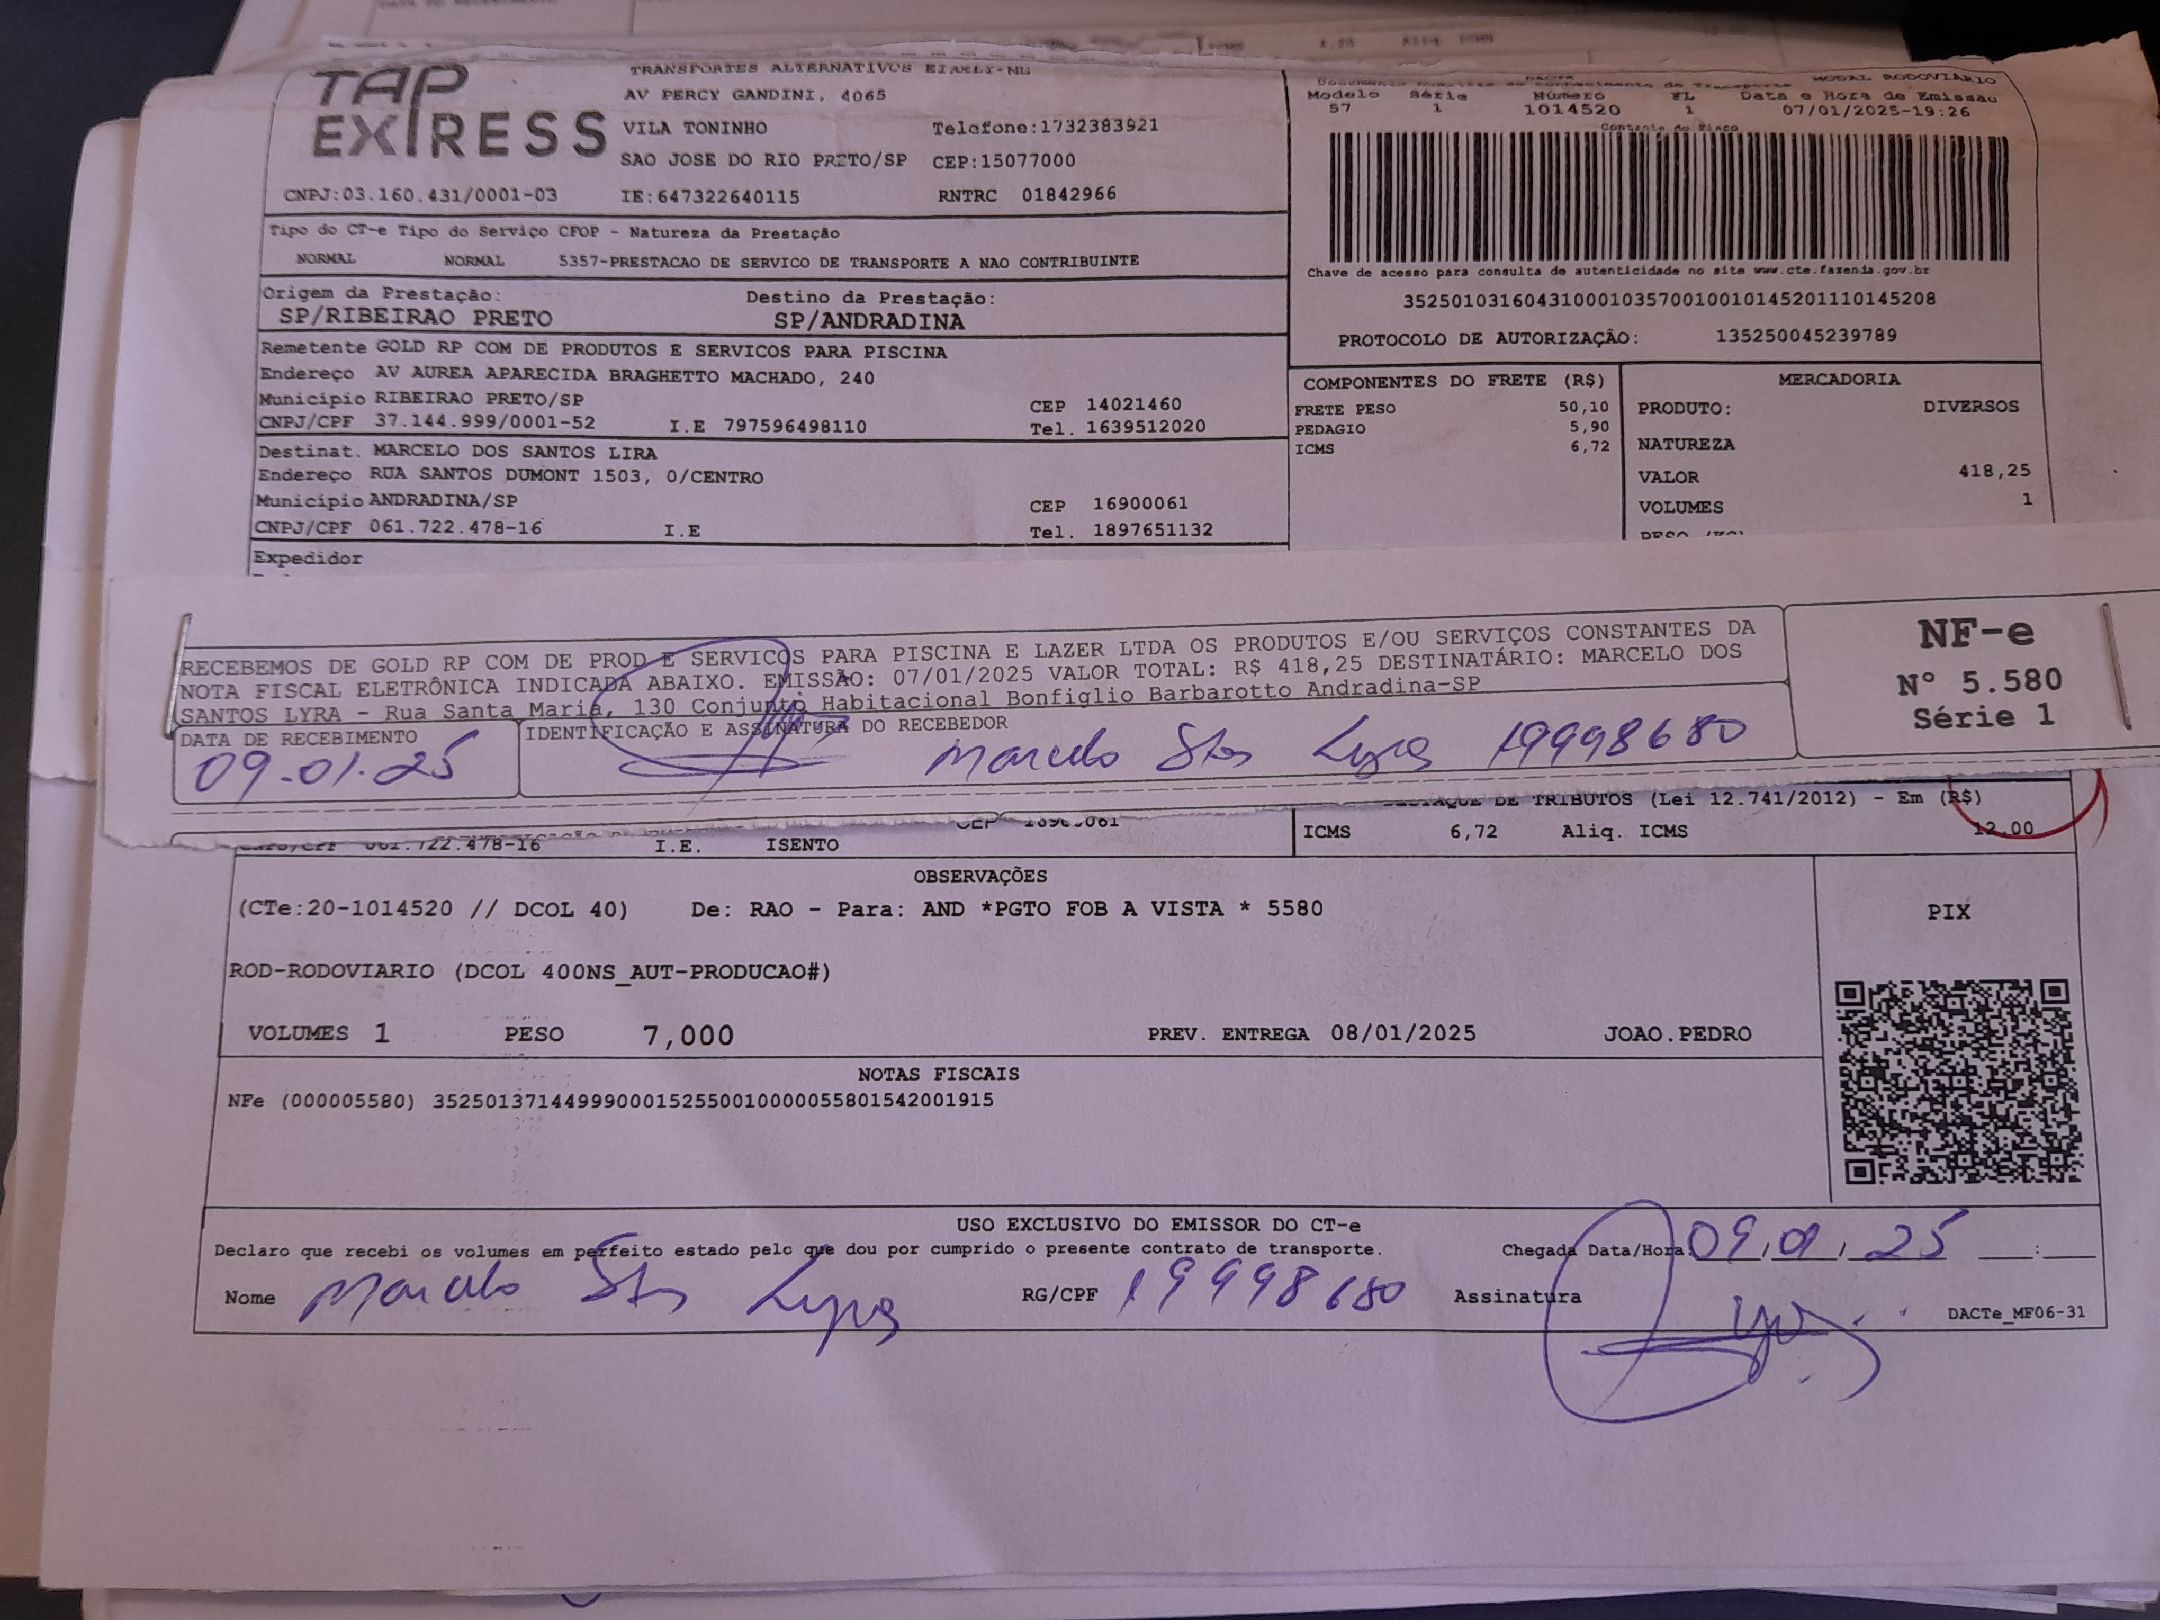 TAP EXPRESS
TRANSPORTES ALTERNATIVOS EIRELI-ME
AV PERCY GANDINI, 4065
VILA TONINHO Telefone:1732383921
SAO JOSE DO RIO PRETO/SP CEP:15077000
CNPJ:03.160.431/0001-03 IE:647322640115 RNTRC 01842966
DACTE MODAL RODOVIÁRIO
Modelo Série Número FL Data e Hora de Emissão
57 1 1014520 1 07/01/2025-19:26
Controle do Fisco
Chave de acesso para consulta de autenticidade no site www.cte.fazenda.gov.br
35250103160431000103570010010145201110145208
PROTOCOLO DE AUTORIZAÇÃO: 135250045239789
Tipo do CT-e Tipo do Serviço CFOP - Natureza da Prestação
NORMAL NORMAL 5357-PRESTACAO DE SERVICO DE TRANSPORTE A NAO CONTRIBUINTE
Origem da Prestação: Destino da Prestação:
SP/RIBEIRAO PRETO SP/ANDRADINA
Remetente GOLD RP COM DE PRODUTOS E SERVICOS PARA PISCINA
Endereço AV AUREA APARECIDA BRAGHETTO MACHADO, 240
Município RIBEIRAO PRETO/SP CEP 14021460
CNPJ/CPF 37.144.999/0001-52 I.E 797596498110 Tel. 1639512020
Destinat. MARCELO DOS SANTOS LIRA
Endereço RUA SANTOS DUMONT 1503, 0/CENTRO
Município ANDRADINA/SP CEP 16900061
CNPJ/CPF 061.722.478-16 I.E Tel. 1897651132
Expedidor
COMPONENTES DO FRETE (R$)
FRETE PESO 50,10
PEDAGIO 5,90
ICMS 6,72
MERCADORIA
PRODUTO: DIVERSOS
NATUREZA
VALOR 418,25
VOLUMES 1
RECEBEMOS DE GOLD RP COM DE PROD E SERVICOS PARA PISCINA E LAZER LTDA OS PRODUTOS E/OU SERVIÇOS CONSTANTES DA
NOTA FISCAL ELETRÔNICA INDICADA ABAIXO. EMISSÃO: 07/01/2025 VALOR TOTAL: R$ 418,25 DESTINATÁRIO: MARCELO DOS
SANTOS LYRA - Rua Santa Maria, 130 Conjunto Habitacional Bonfiglio Barbarotto Andradina-SP
NF-e
N° 5.580
Série 1
DATA DE RECEBIMENTO IDENTIFICAÇÃO E ASSINATURA DO RECEBEDOR
09.01.25 Marcelo Stos Lyra 19998680
DESTAQUE DE TRIBUTOS (Lei 12.741/2012) - Em (R$)
ICMS 6,72 Aliq. ICMS 12.00
CNPJ/CPF 061.722.478-16 I.E. ISENTO
OBSERVAÇÕES
(CTe:20-1014520 // DCOL 40) De: RAO - Para: AND *PGTO FOB A VISTA * 5580
ROD-RODOVIARIO (DCOL 400NS_AUT-PRODUCAO#)
VOLUMES 1 PESO 7,000 PREV. ENTREGA 08/01/2025 JOAO.PEDRO
PIX
NOTAS FISCAIS
NFe (000005580) 35250137144999000152550010000055801542001915
USO EXCLUSIVO DO EMISSOR DO CT-e
Declaro que recebi os volumes em perfeito estado pelo que dou por cumprido o presente contrato de transporte. Chegada Data/Hora: 09/01/25 __:__
Nome Marcelo Stos Lyra RG/CPF 19998680 Assinatura
DACTe_MF06-31